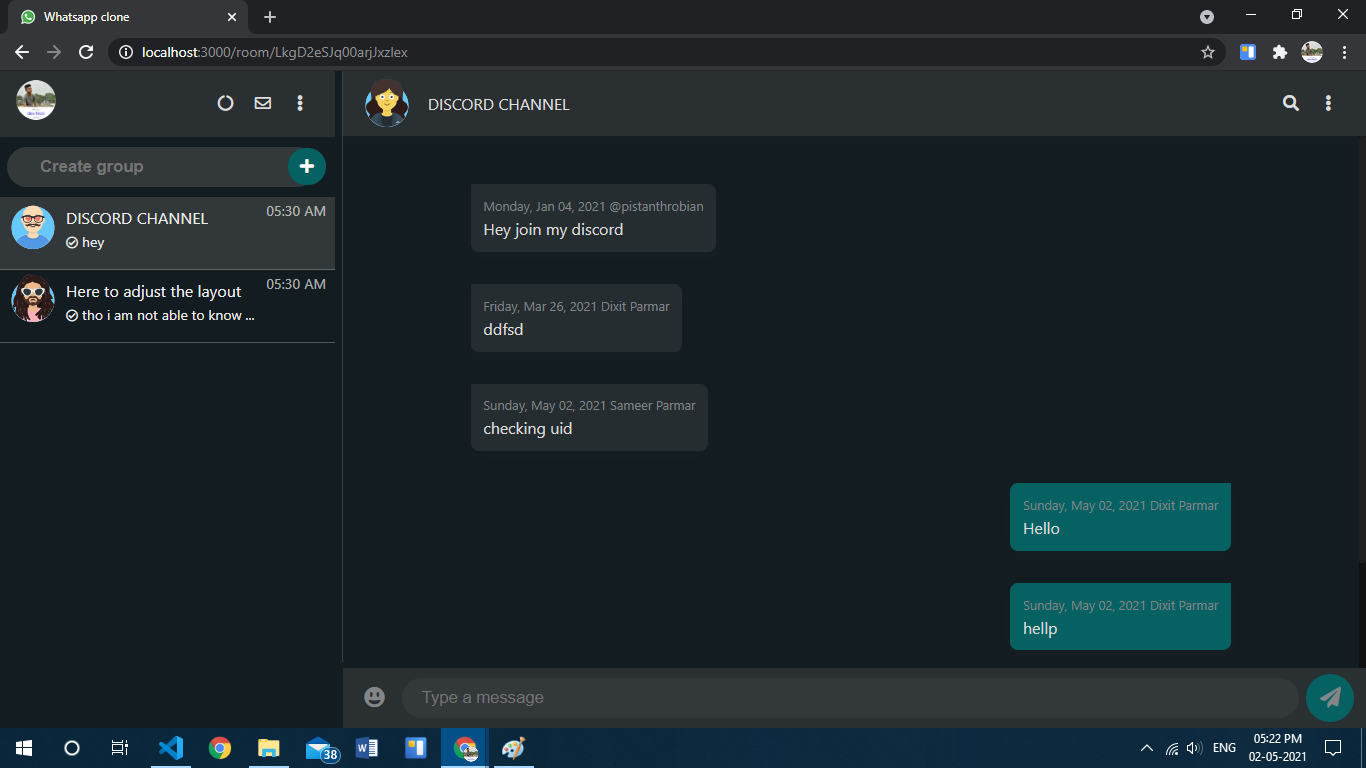 Whatsapp clone
localhost:3000/room/LkgD2eSJq00arjJxzlex
DISCORD CHANNEL
Create group
DISCORD CHANNEL
05:30 AM
hey
Here to adjust the layout
05:30 AM
tho i am not able to know ...
Monday, Jan 04, 2021 @pistanthrobian
Hey join my discord
Friday, Mar 26, 2021 Dixit Parmar
ddfsd
Sunday, May 02, 2021 Sameer Parmar
checking uid
Sunday, May 02, 2021 Dixit Parmar
Hello
Sunday, May 02, 2021 Dixit Parmar
hellp
Type a message
38
ENG
05:22 PM
02-05-2021